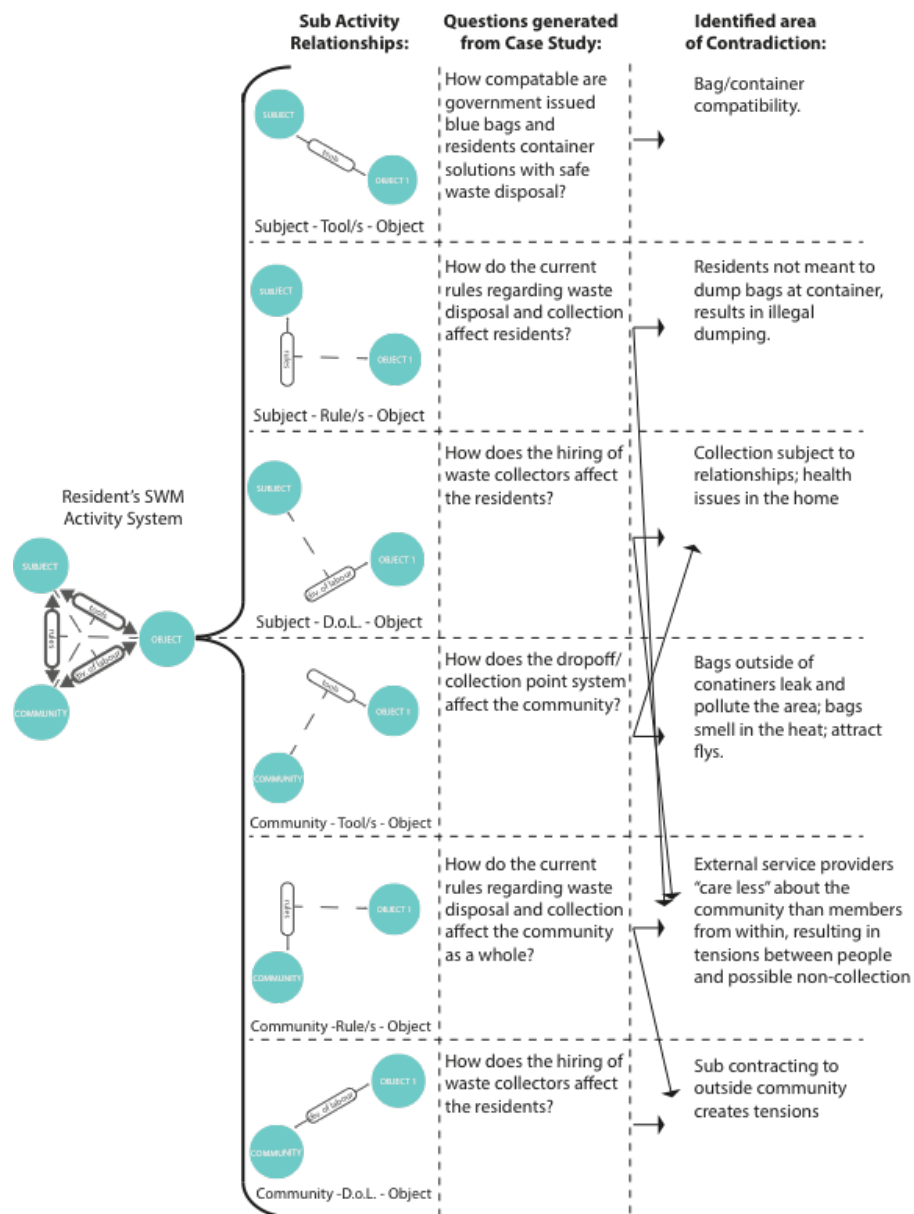 Sub Activity
Relationships:
Questions generated
from Case Study:
Identified area
of Contradiction:
SUBJECT
tools
OBJECT 1
Subject - Tool/s - Object
How compatable are
government issued
blue bags and
residents container
solutions with safe
waste disposal?
Bag/container
compatibility.
SUBJECT
rules
OBJECT 1
Subject - Rule/s - Object
How do the current
rules regarding waste
disposal and collection
affect residents?
Residents not meant to
dump bags at container,
results in illegal
dumping.
SUBJECT
div. of labour
OBJECT 1
Subject - D.o.L. - Object
How does the hiring of
waste collectors affect
the residents?
Collection subject to
relationships; health
issues in the home
Resident's SWM
Activity System
SUBJECT
tools
rules
OBJECT
div. of labour
COMMUNITY
tools
OBJECT 1
COMMUNITY
Community - Tool/s - Object
How does the dropoff/
collection point system
affect the community?
Bags outside of
conatiners leak and
pollute the area; bags
smell in the heat; attract
flys.
rules
OBJECT 1
COMMUNITY
Community -Rule/s - Object
How do the current
rules regarding waste
disposal and collection
affect the community
as a whole?
External service providers
"care less" about the
community than members
from within, resulting in
tensions between people
and possible non-collection
OBJECT 1
div. of labour
COMMUNITY
Community -D.o.L. - Object
How does the hiring of
waste collectors affect
the residents?
Sub contracting to
outside community
creates tensions